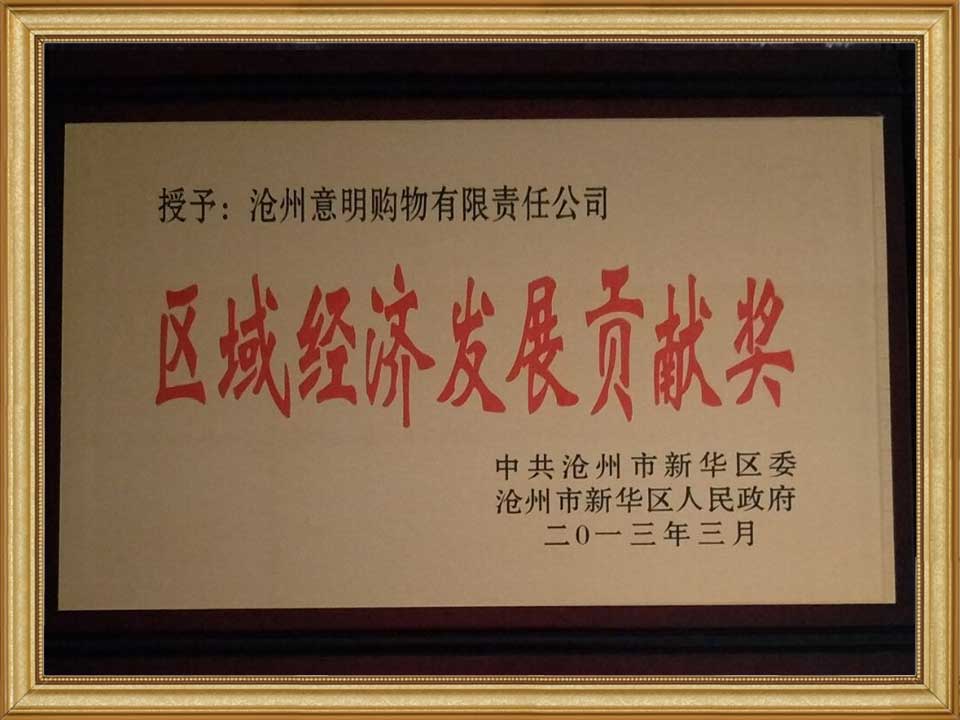 授予：沧州意明购物有限责任公司
区域经济发展贡献奖
中共沧州市新华区委
沧州市新华区人民政府
二0一三年三月